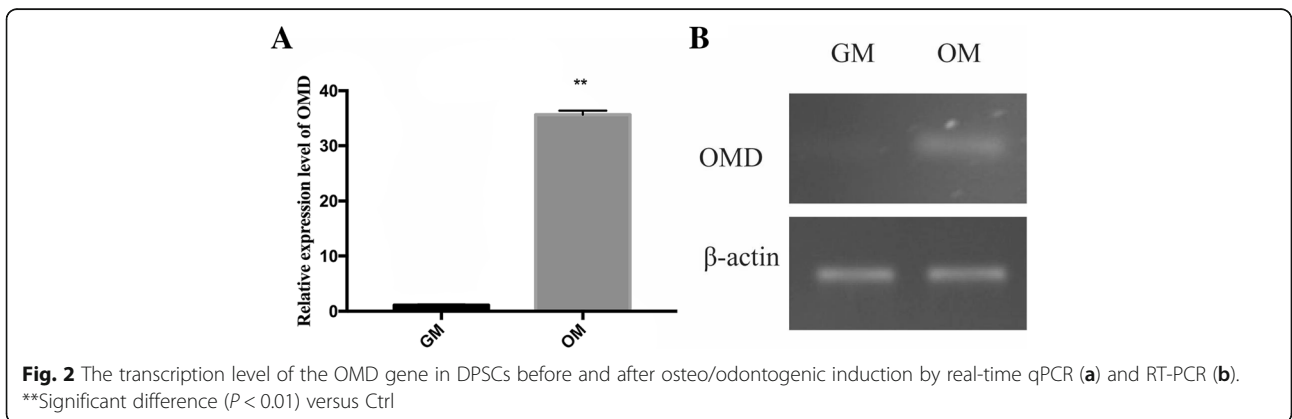 A
Relative expression level of OMD
40
30
20
10
0
**
GM
OM
B
GM OM
OMD
β-actin
Fig. 2 The transcription level of the OMD gene in DPSCs before and after osteo/odontogenic induction by real-time qPCR (a) and RT-PCR (b).
**Significant difference (P < 0.01) versus Ctrl